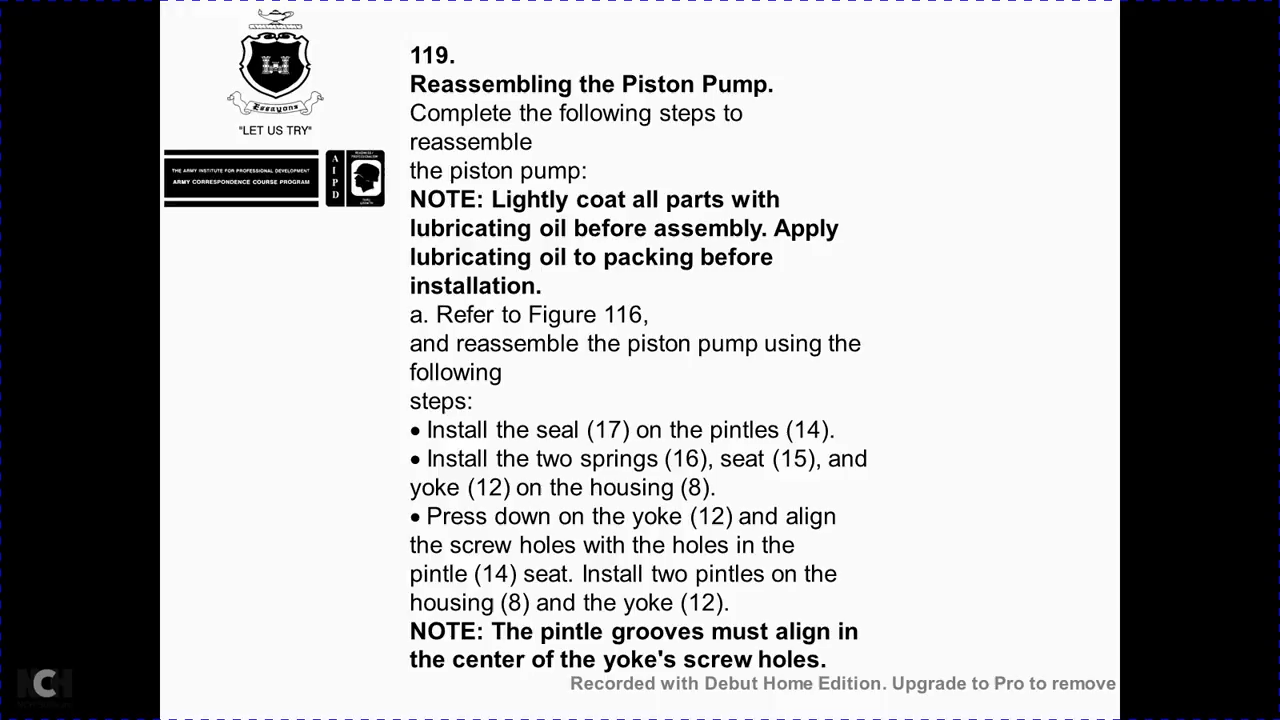 Essayons
"LET US TRY"
THE ARMY INSTITUTE FOR PROFESSIONAL DEVELOPMENT
ARMY CORRESPONDENCE COURSE PROGRAM
A
I
P
D
119.
Reassembling the Piston Pump.
Complete the following steps to
reassemble
the piston pump:
NOTE: Lightly coat all parts with
lubricating oil before assembly. Apply
lubricating oil to packing before
installation.
a. Refer to Figure 116,
and reassemble the piston pump using the
following
steps:
• Install the seal (17) on the pintles (14).
• Install the two springs (16), seat (15), and
yoke (12) on the housing (8).
• Press down on the yoke (12) and align
the screw holes with the holes in the
pintle (14) seat. Install two pintles on the
housing (8) and the yoke (12).
NOTE: The pintle grooves must align in
the center of the yoke's screw holes.
Recorded with Debut Home Edition. Upgrade to Pro to remove
NCH